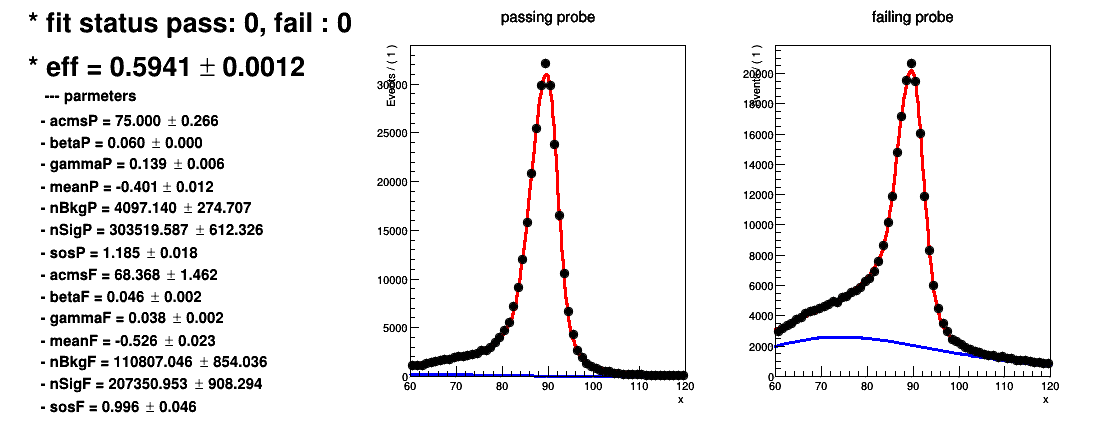 * fit status pass: 0, fail : 0
* eff = 0.5941 ± 0.0012
--- parmeters
- acmsP = 75.000 ± 0.266
- betaP = 0.060 ± 0.000
- gammaP = 0.139 ± 0.006
- meanP = -0.401 ± 0.012
- nBkgP = 4097.140 ± 274.707
- nSigP = 303519.587 ± 612.326
- sosP = 1.185 ± 0.018
- acmsF = 68.368 ± 1.462
- betaF = 0.046 ± 0.002
- gammaF = 0.038 ± 0.002
- meanF = -0.526 ± 0.023
- nBkgF = 110807.046 ± 854.036
- nSigF = 207350.953 ± 908.294
- sosF = 0.996 ± 0.046
passing probe
Events / ( 1 )
30000
25000
20000
15000
10000
5000
0
60 70 80 90 100 110 120
x
failing probe
Events / ( 1 )
20000
18000
16000
14000
12000
10000
8000
6000
4000
2000
0
60 70 80 90 100 110 120
x